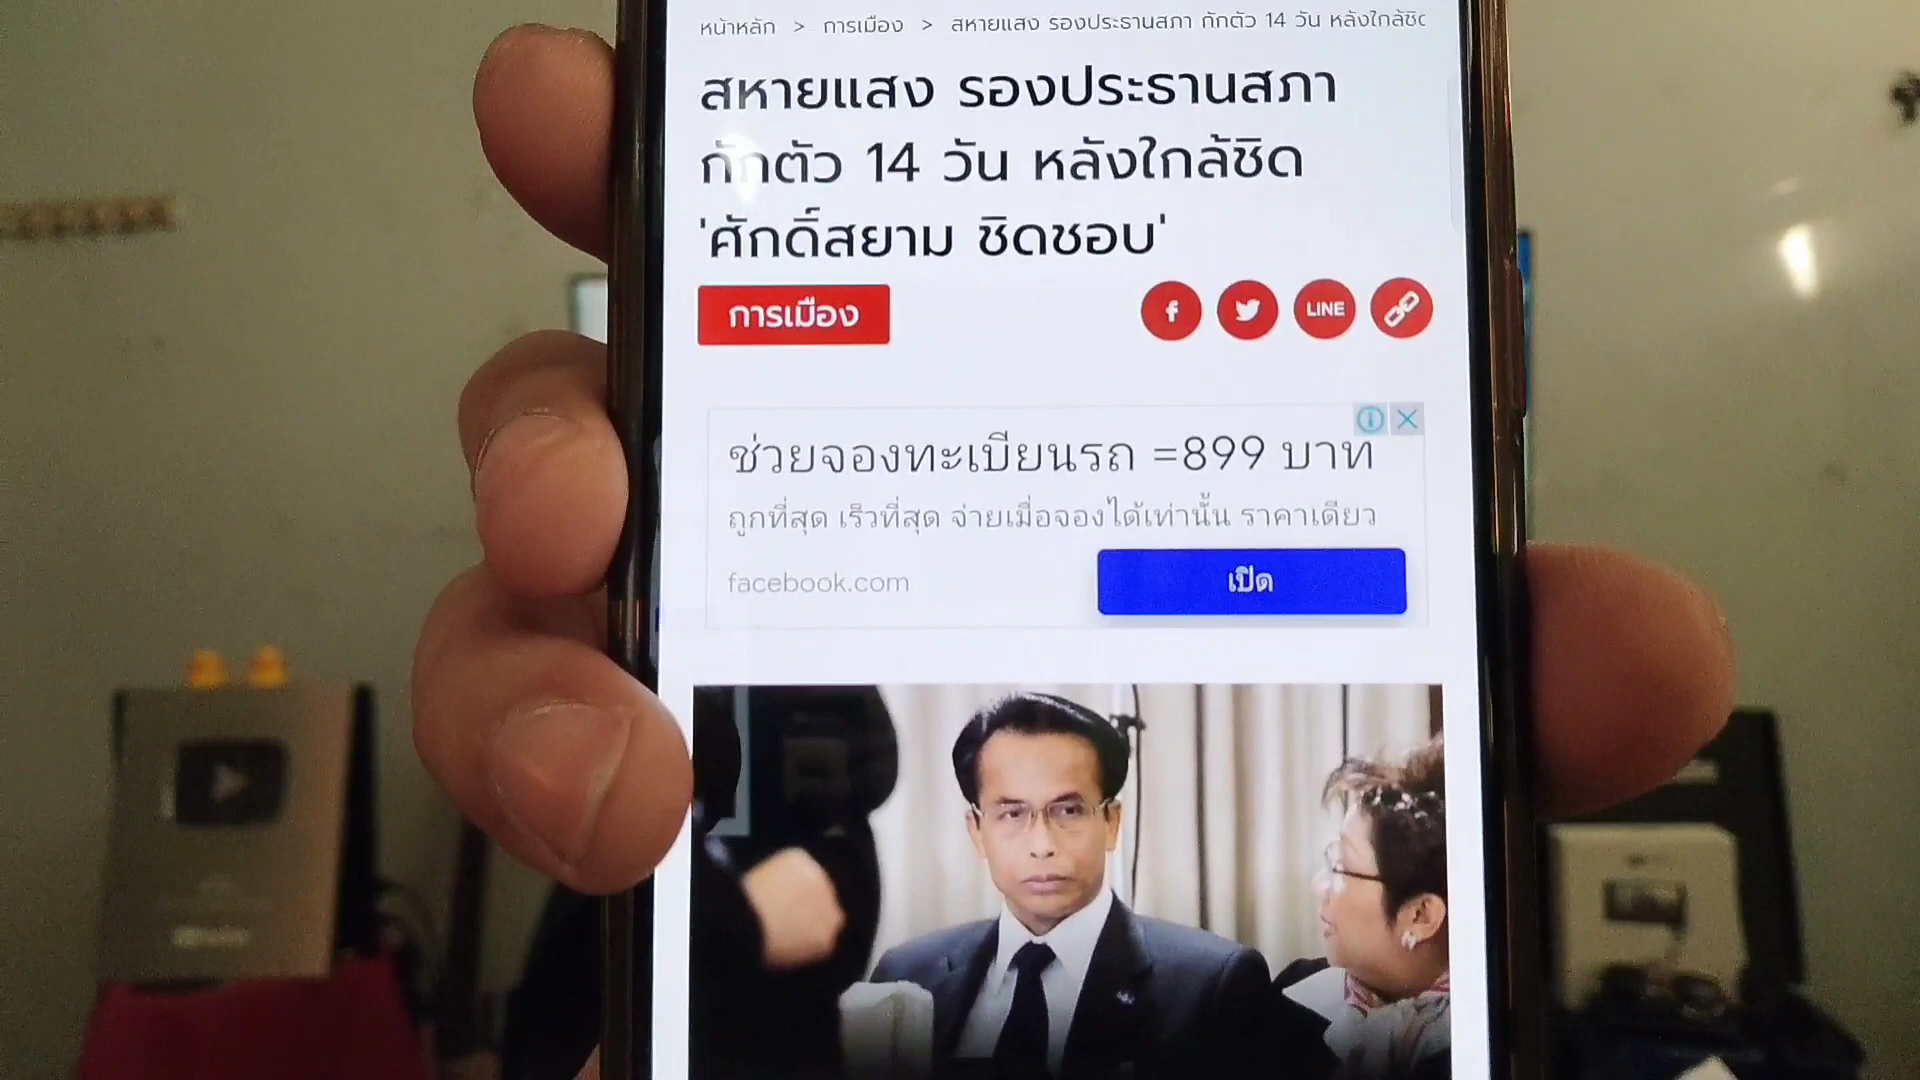 หน้าหลัก > การเมือง > สหายแสง รองประธานสภา กักตัว 14 วัน หลังใกล้ชิด
สหายแสง รองประธานสภา
กักตัว 14 วัน หลังใกล้ชิด
'ศักดิ์สยาม ชิดชอบ'
การเมือง
LINE
ช่วยจองทะเบียนรถ =899 บาท
ถูกที่สุด เร็วที่สุด จ่ายเมื่อจองได้เท่านั้น ราคาเดียว
facebook.com
เปิด